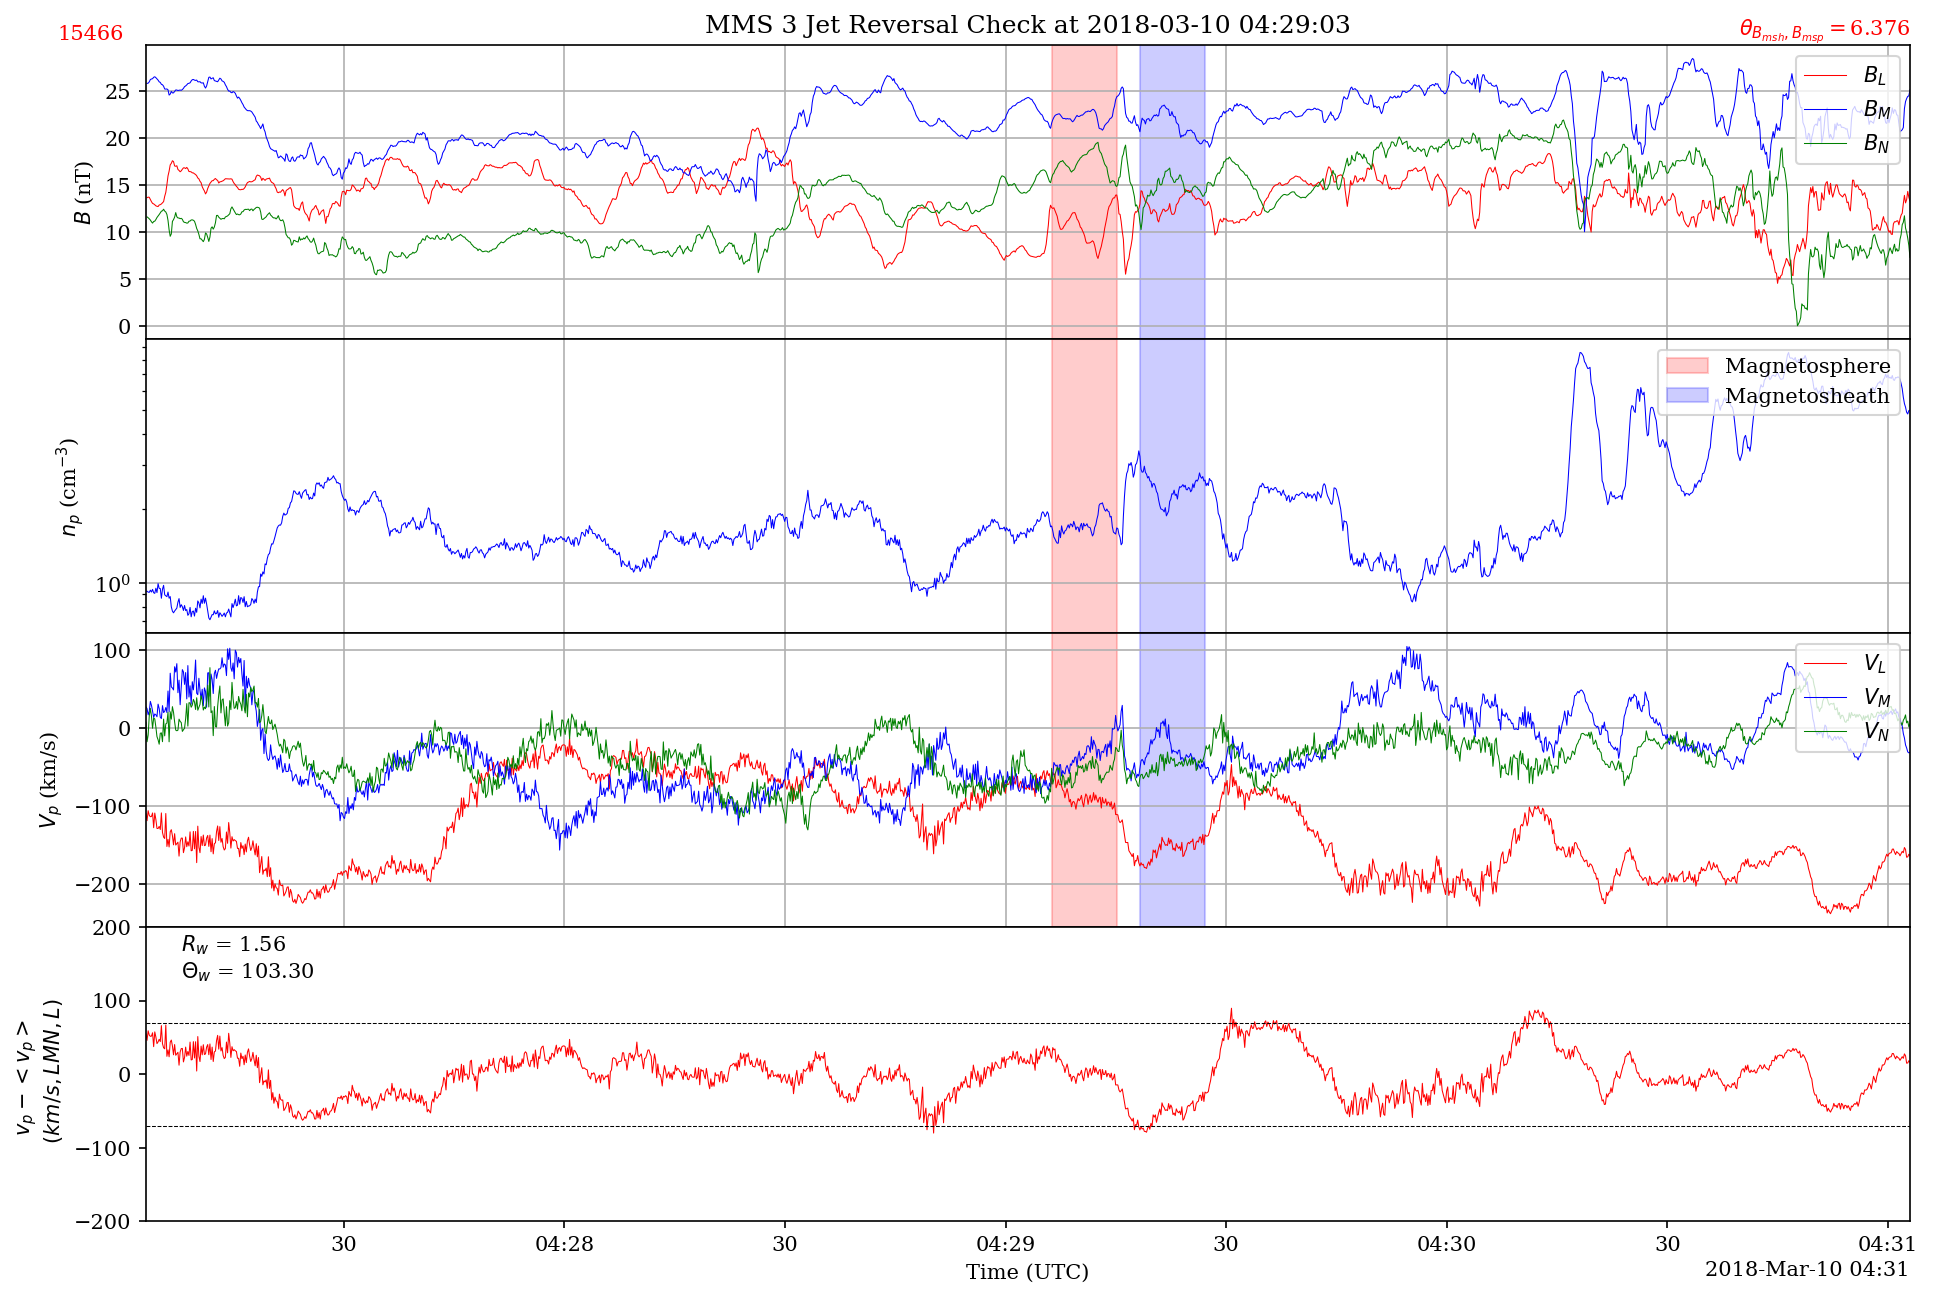 15466
MMS 3 Jet Reversal Check at 2018-03-10 04:29:03
θ_{B_{msh}, B_{msp}} = 6.376
B (nT)
25
20
15
10
5
0
B_L
B_M
B_N
n_p (cm⁻³)
10⁰
Magnetosphere
Magnetosheath
V_p (km/s)
100
0
−100
−200
V_L
V_M
V_N
v_p − < v_p >
(km/s, LMN, L)
200
100
0
−100
−200
R_w = 1.56
Θ_w = 103.30
30
04:28
30
04:29
30
04:30
30
04:31
Time (UTC)
2018-Mar-10 04:31